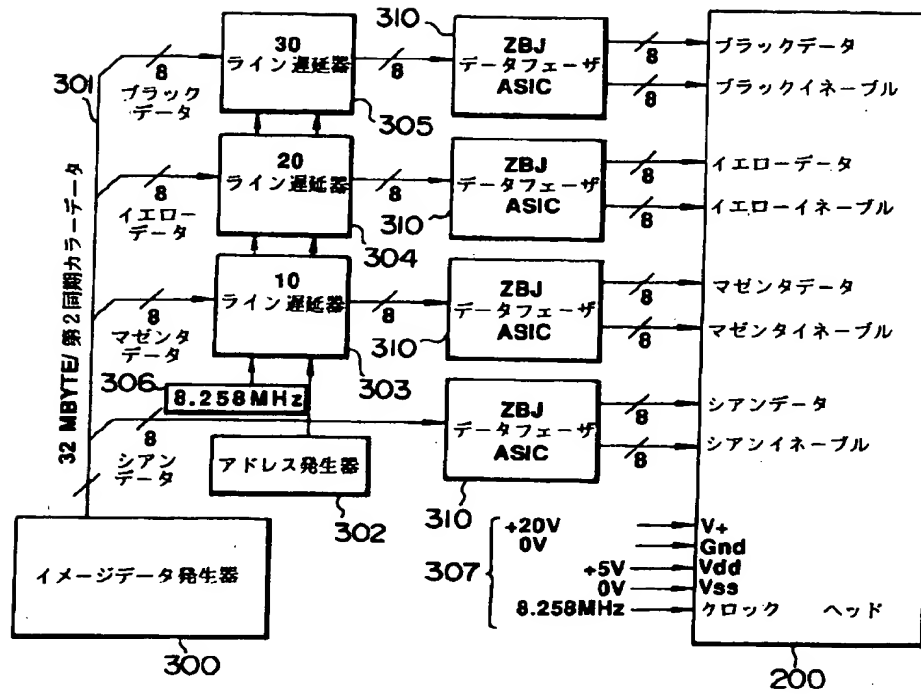 310
30
ライン遅延器
8
ブラック
データ
301
305
8
ZBJ
データフェーザ
ASIC
8
8
ブラックデータ
ブラックイネーブル
20
ライン遅延器
8
イエロー
データ
304
8
ZBJ
データフェーザ
ASIC
310
8
8
イエローデータ
イエローイネーブル
32 MBYTE/第2同期カラーデータ
10
ライン遅延器
8
マゼンタ
データ
303
8
ZBJ
データフェーザ
ASIC
310
8
8
マゼンタデータ
マゼンタイネーブル
306
8.258MHz
8
シアン
データ
アドレス発生器
302
ZBJ
データフェーザ
ASIC
310
8
8
シアンデータ
シアンイネーブル
イメージデータ発生器
300
307
+20V
V+
0V
Gnd
+5V
Vdd
0V
Vss
8.258MHz
クロック
ヘッド
200